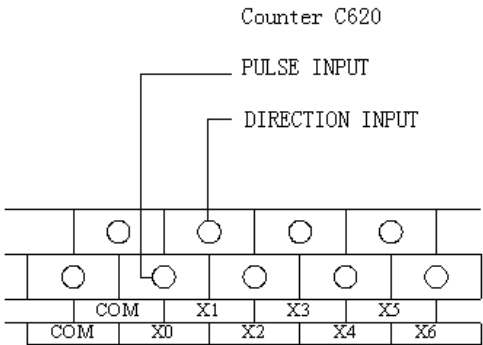 Counter C620
PULSE INPUT
DIRECTION INPUT
COM X1 X3 X5
COM X0 X2 X4 X6